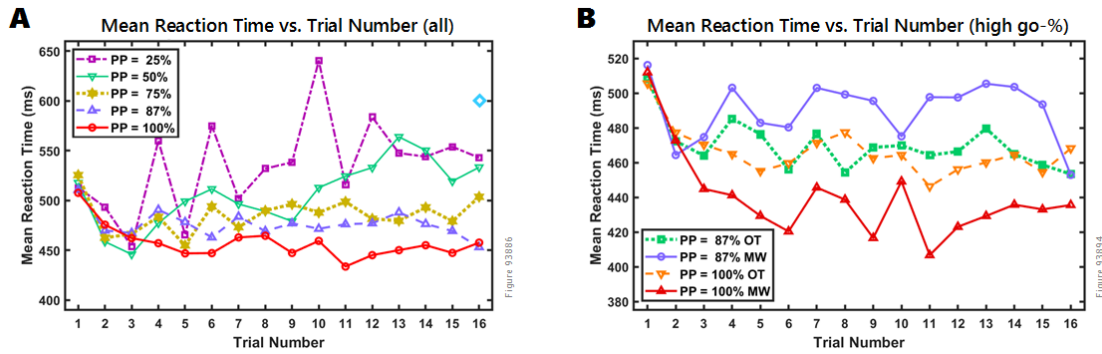 A
Mean Reaction Time vs. Trial Number (all)
Mean Reaction Time (ms)
650
600
550
500
450
400
PP = 25%
PP = 50%
PP = 75%
PP = 87%
PP = 100%
1 2 3 4 5 6 7 8 9 10 11 12 13 14 15 16
Trial Number
Figure 93886
B
Mean Reaction Time vs. Trial Number (high go-%)
Mean Reaction Time (ms)
520
500
480
460
440
420
400
380
PP = 87% OT
PP = 87% MW
PP = 100% OT
PP = 100% MW
1 2 3 4 5 6 7 8 9 10 11 12 13 14 15 16
Trial Number
Figure 93894